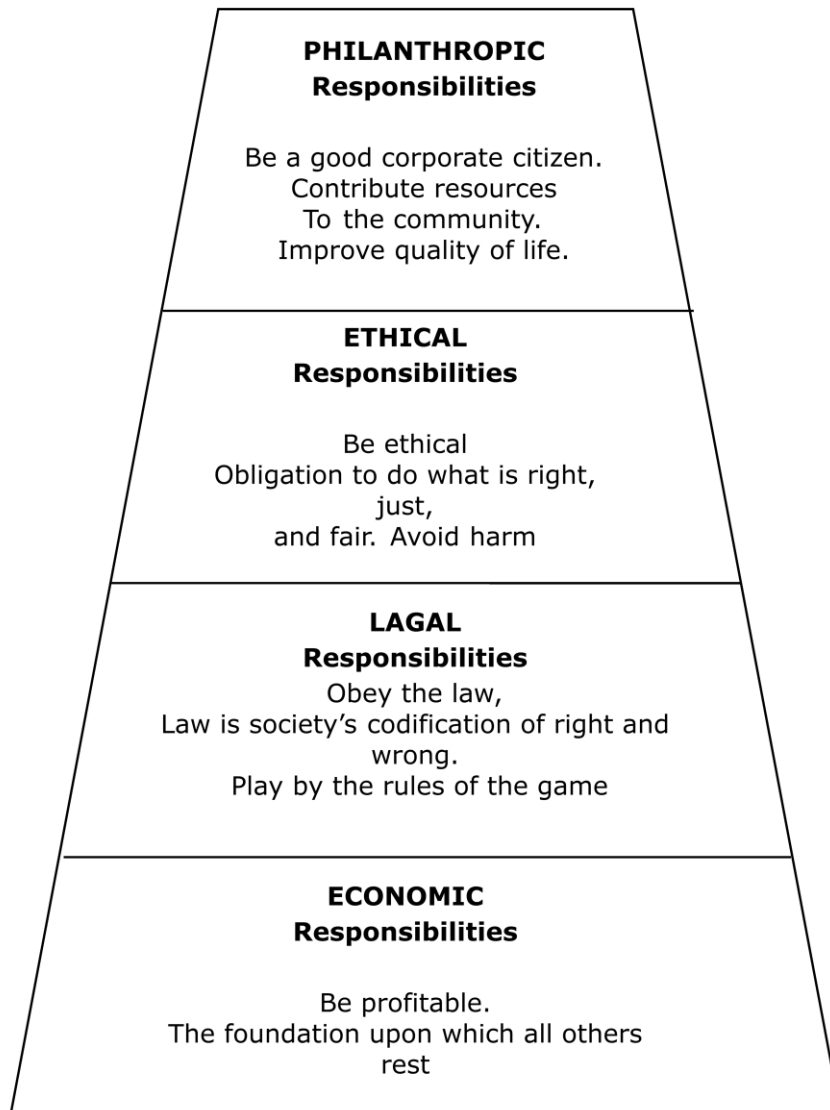 PHILANTHROPIC
Responsibilities
Be a good corporate citizen.
Contribute resources
To the community.
Improve quality of life.
ETHICAL
Responsibilities
Be ethical
Obligation to do what is right,
just,
and fair. Avoid harm
LAGAL
Responsibilities
Obey the law,
Law is society’s codification of right and
wrong.
Play by the rules of the game
ECONOMIC
Responsibilities
Be profitable.
The foundation upon which all others
rest